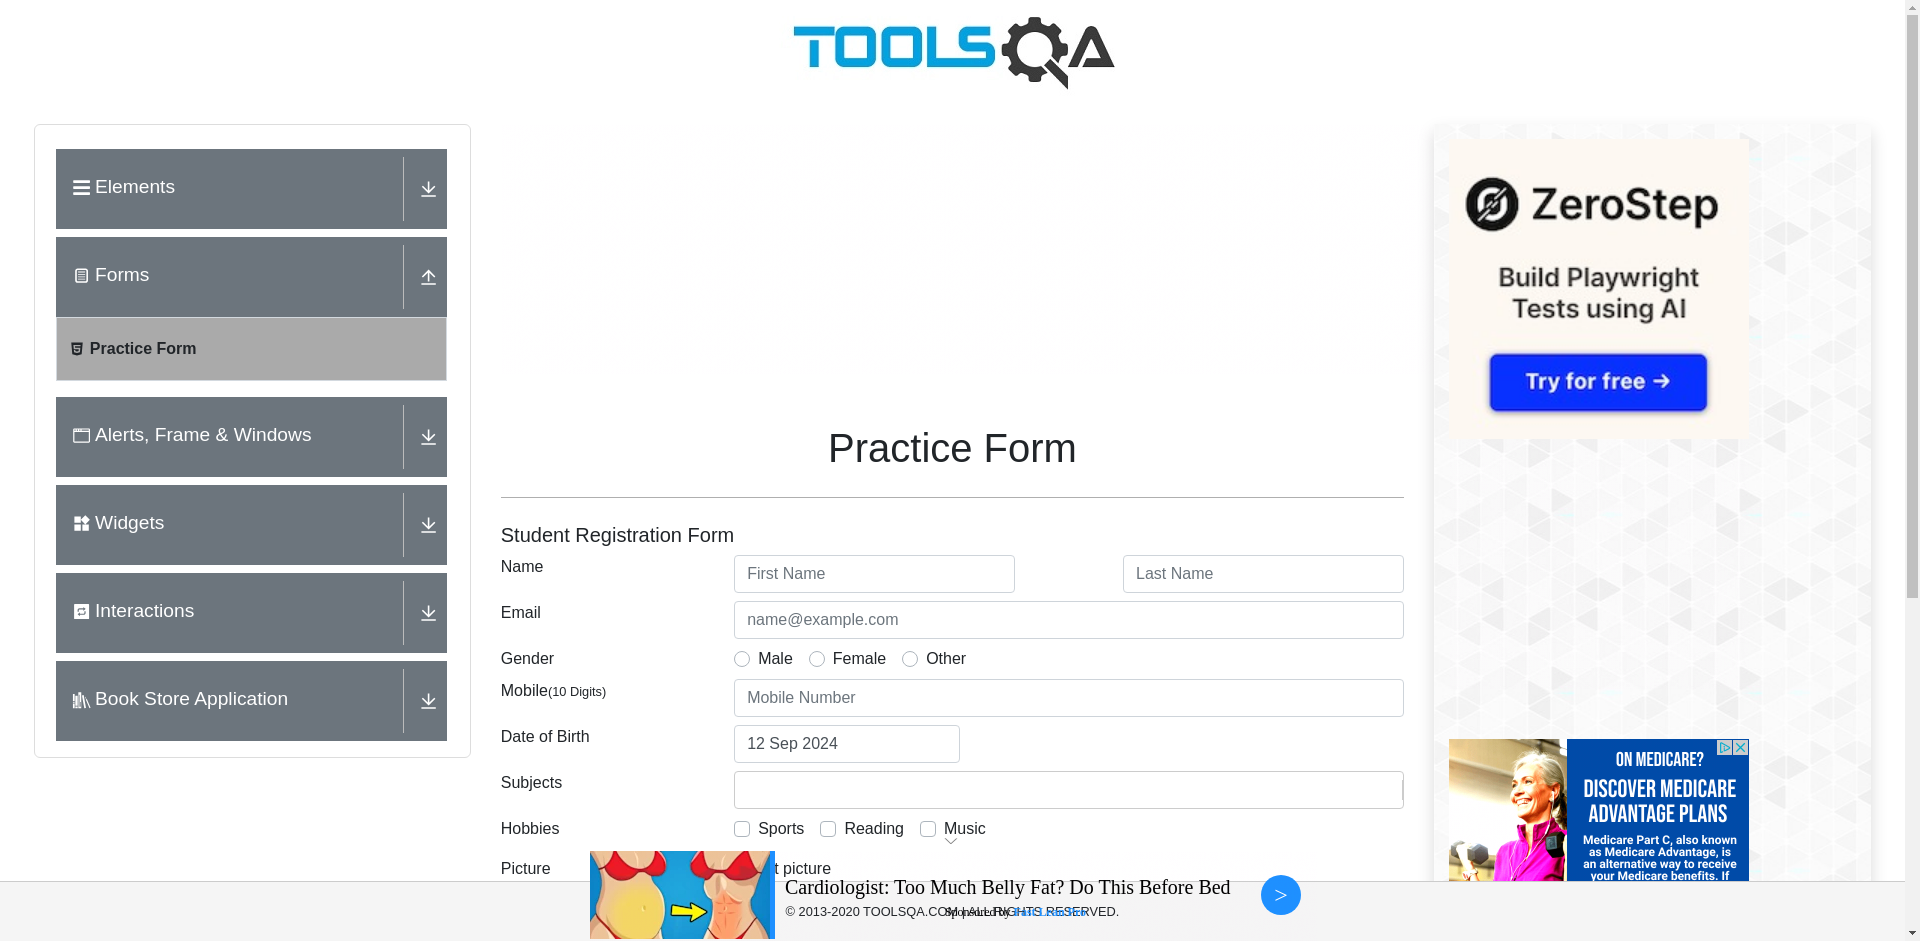 TOOLSQA
Elements
Forms
Practice Form
Alerts, Frame & Windows
Widgets
Interactions
Book Store Application
Practice Form
Student Registration Form
Name
First Name
Last Name
Email
name@example.com
Gender
Male
Female
Other
Mobile(10 Digits)
Mobile Number
Date of Birth
12 Sep 2024
Subjects
Hobbies
Sports
Reading
Music
Picture
t picture
Cardiologist: Too Much Belly Fat? Do This Before Bed
© 2013-2020 TOOLSQA.COM | ALL RIGHTS RESERVED.
Sponsored by
>
ZeroStep
Build Playwright
Tests using AI
Try for free →
ON MEDICARE?
DISCOVER MEDICARE
ADVANTAGE PLANS
Medicare Part C, also known
as Medicare Advantage, is
an alternative way to receive
your Medicare benefits. If